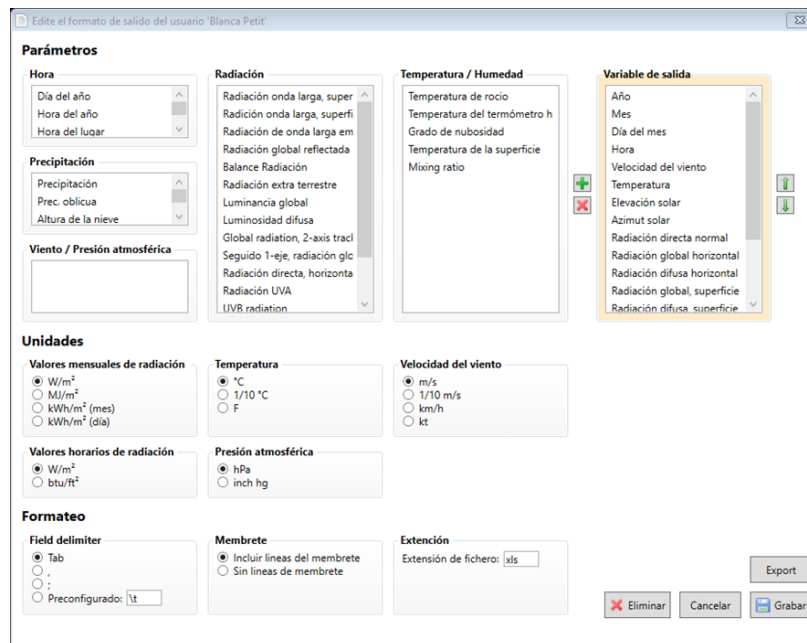 Edite el formato de salido del usuario 'Blanca Petit'
Parámetros
Hora
Día del año
Hora del año
Hora del lugar
Precipitación
Precipitación
Prec. oblicua
Altura de la nieve
Viento / Presión atmosférica
Radiación
Radiación onda larga, super
Radición onda larga, superfi
Radiación de onda larga em
Radiación global reflectada
Balance Radiación
Radiación extra terrestre
Luminancia global
Luminosidad difusa
Global radiation, 2-axis tracl
Seguido 1-eje, radiación glo
Radiación directa, horizonta
Radiación UVA
UVB radiation
Temperatura / Humedad
Temperatura de rocio
Temperatura del termómetro h
Grado de nubosidad
Temperatura de la superficie
Mixing ratio
Variable de salida
Año
Mes
Día del mes
Hora
Velocidad del viento
Temperatura
Elevación solar
Azimut solar
Radiación directa normal
Radiación global horizontal
Radiación difusa horizontal
Radiación global, superficie
Radiación difusa, superficie
Unidades
Valores mensuales de radiación
W/m²
MJ/m²
kWh/m² (mes)
kWh/m² (día)
Temperatura
°C
1/10 °C
F
Velocidad del viento
m/s
1/10 m/s
km/h
kt
Valores horarios de radiación
W/m²
btu/ft²
Presión atmosférica
hPa
inch hg
Formateo
Field delimiter
Tab
,
;
Preconfigurado: \t
Membrete
Incluir lineas del membrete
Sin lineas de membrete
Extención
Extensión de fichero: xls
Export
Eliminar
Cancelar
Grabar